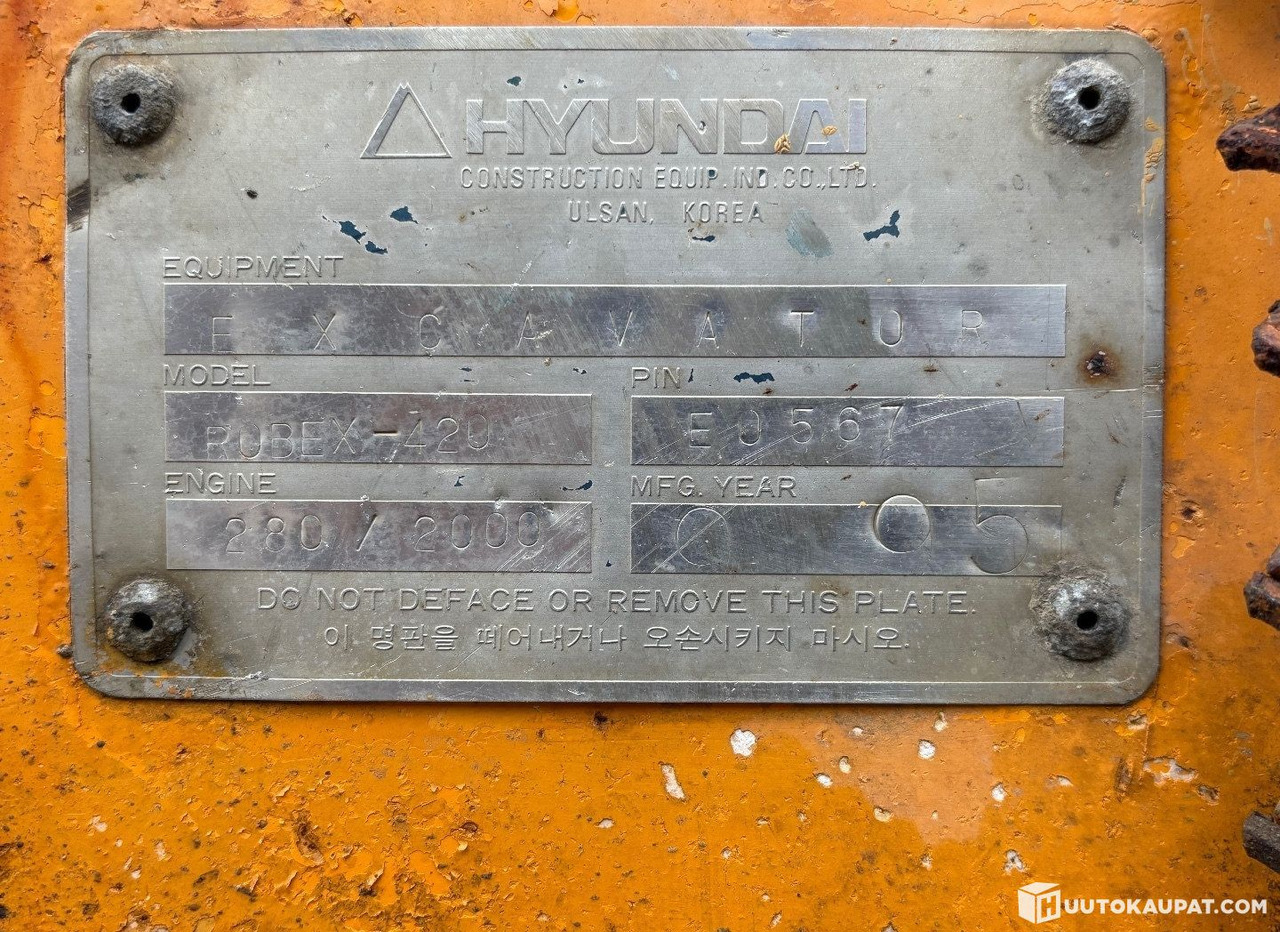 HYUNDAI
CONSTRUCTION EQUIP. IND. CO.,LTD.
ULSAN, KOREA
EQUIPMENT
EXCAVATOR
MODEL PIN
ROBEX-420 E0567
ENGINE MFG. YEAR
280 / 2000 0 05
DO NOT DEFACE OR REMOVE THIS PLATE.
이 명판을 떼어내거나 오손시키지 마시오.
HUUTOKAUPAT.COM